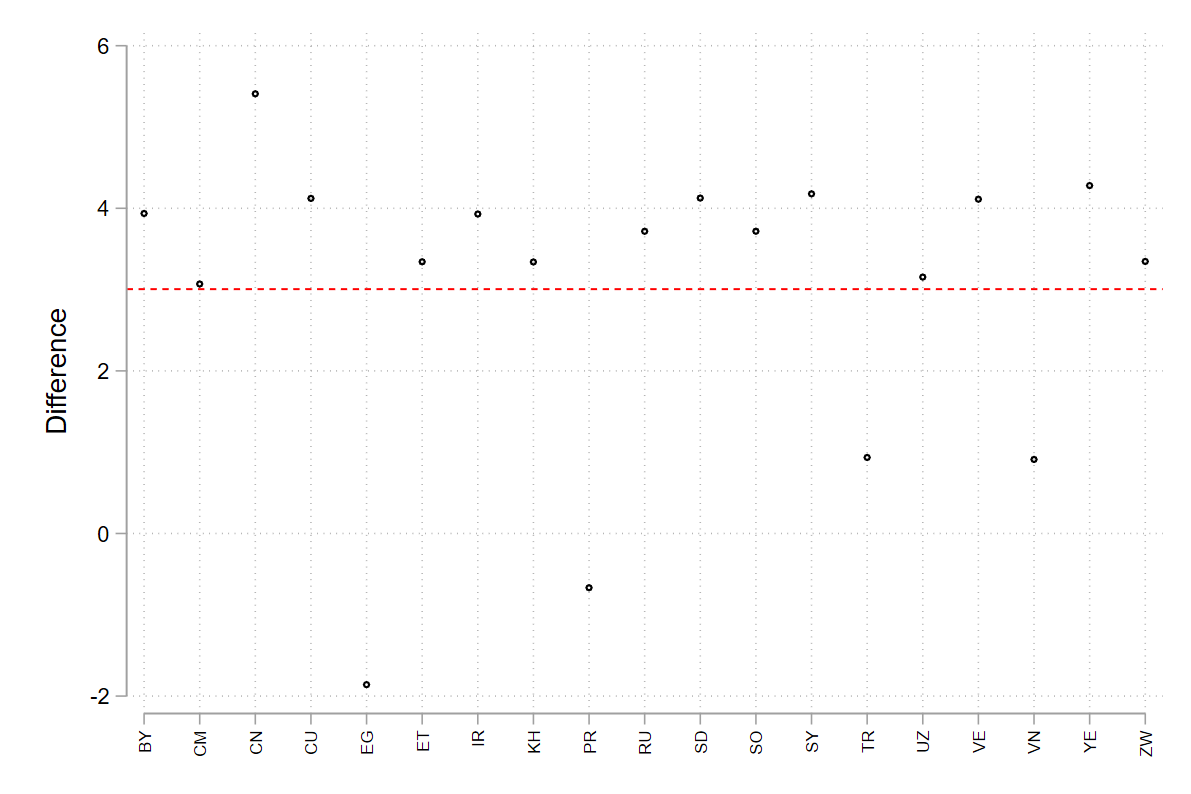 Difference
6
4
2
0
-2
BY CM CN CU EG ET IR KH PR RU SD SO SY TR UZ VE VN YE ZW